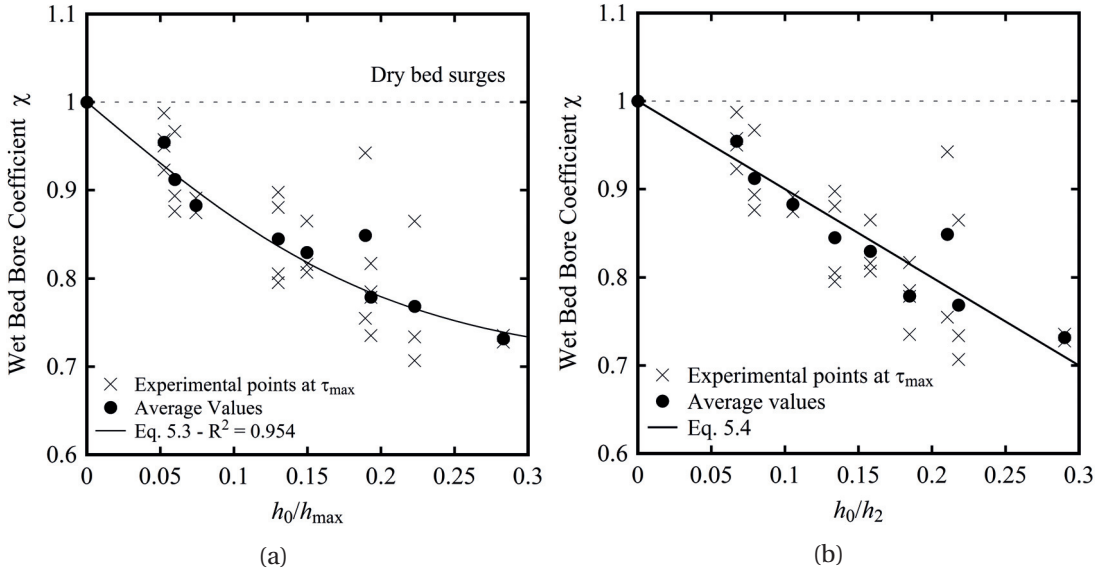 1.1
1
0.9
0.8
0.7
0.6
Wet Bed Bore Coefficient χ
Dry bed surges
Experimental points at τmax
Average Values
Eq. 5.3 - R² = 0.954
0 0.05 0.1 0.15 0.2 0.25 0.3
h₀/hmax
(a)
1.1
1
0.9
0.8
0.7
0.6
Wet Bed Bore Coefficient χ
Experimental points at τmax
Average values
Eq. 5.4
0 0.05 0.1 0.15 0.2 0.25 0.3
h₀/h₂
(b)